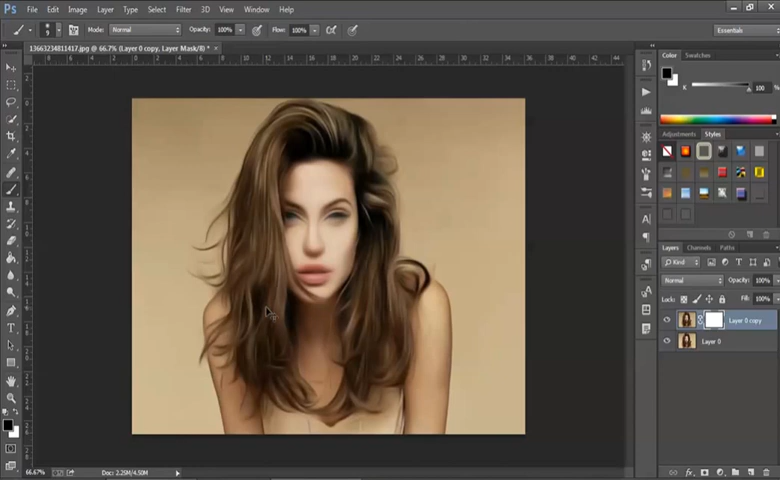 Ps File Edit Image Layer Type Select Filter 3D View Window Help
Mode: Normal Opacity: 100% Flow: 100% Essentials
13663234811417.jpg @ 66.7% (Layer 0 copy, Layer Mask/8) * ×
Color Swatches
K 100 %
Adjustments Styles
Layers Channels Paths
Kind
Normal Opacity: 100%
Lock: Fill: 100%
Layer 0 copy
Layer 0
66.67% Doc: 2.25M/4.50M